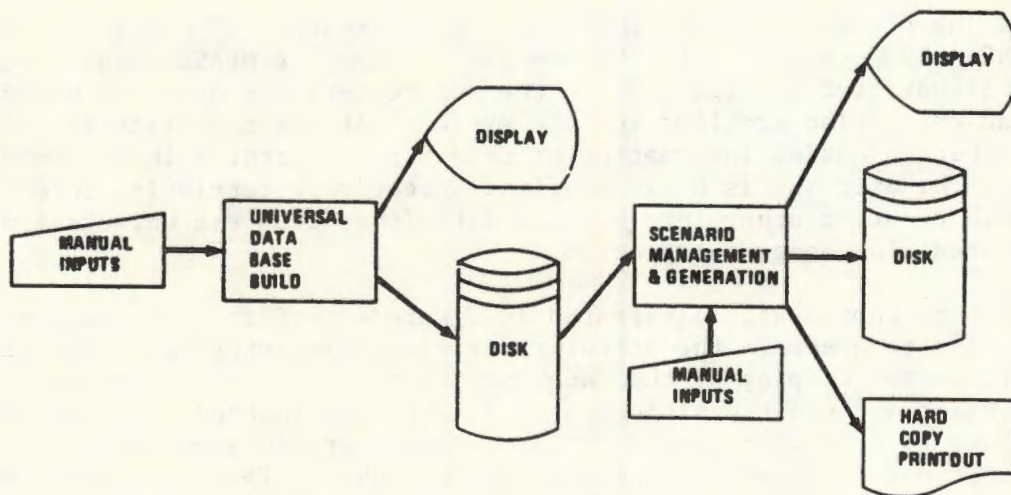 DISPLAY
DISPLAY
MANUAL
INPUTS
UNIVERSAL
DATA
BASE
BUILD
SCENARIO
MANAGEMENT
& GENERATION
DISK
DISK
MANUAL
INPUTS
HARD
COPY
PRINTOUT